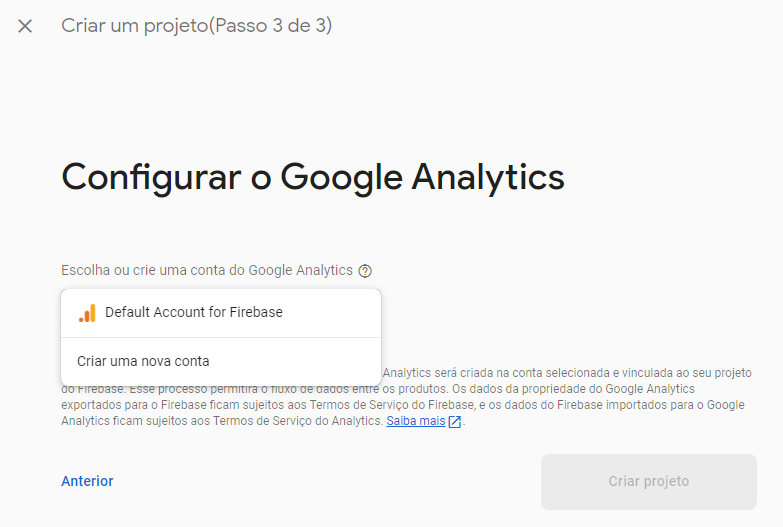 Criar um projeto(Passo 3 de 3)
Configurar o Google Analytics
Escolha ou crie uma conta do Google Analytics
Default Account for Firebase
Criar uma nova conta
Analytics será criada na conta selecionada e vinculada ao seu projeto
do Firebase. Esse processo permitirá o fluxo de dados entre os produtos. Os dados da propriedade do Google Analytics
exportados para o Firebase ficam sujeitos aos Termos de Serviço do Firebase, e os dados do Firebase importados para o Google
Analytics ficam sujeitos aos Termos de Serviço do Analytics. Saiba mais.
Anterior
Criar projeto